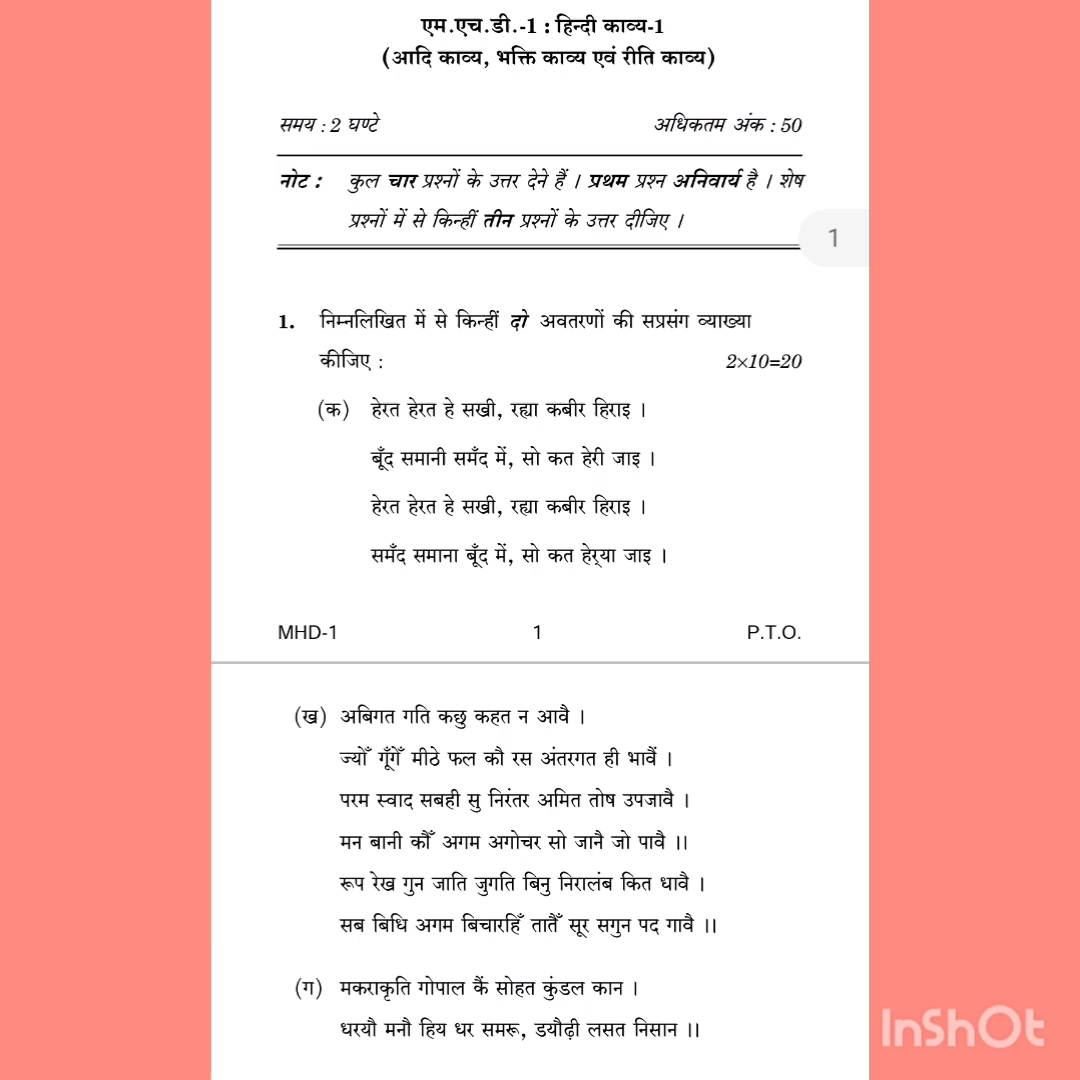 एम.एच.डी.-1 : हिन्दी काव्य-1
(आदि काव्य, भक्ति काव्य एवं रीति काव्य)
समय : 2 घण्टे अधिकतम अंक : 50
नोट : कुल चार प्रश्नों के उत्तर देने हैं । प्रथम प्रश्न अनिवार्य है । शेष
प्रश्नों में से किन्हीं तीन प्रश्नों के उत्तर दीजिए ।
1
1. निम्नलिखित में से किन्हीं दो अवतरणों की सप्रसंग व्याख्या
कीजिए : 2×10=20
(क) हेरत हेरत हे सखी, रह्या कबीर हिराइ ।
बूँद समानी समँद में, सो कत हेरी जाइ ।
हेरत हेरत हे सखी, रह्या कबीर हिराइ ।
समँद समाना बूँद में, सो कत हेर्‌या जाइ ।
MHD-1 1 P.T.O.
(ख) अबिगत गति कछु कहत न आवै ।
ज्योँ गूँगेँ मीठे फल कौ रस अंतरगत ही भावैं ।
परम स्वाद सबही सु निरंतर अमित तोष उपजावै ।
मन बानी कौँ अगम अगोचर सो जानै जो पावै ।।
रूप रेख गुन जाति जुगति बिनु निरालंब कित धावै ।
सब बिधि अगम बिचारहिँ तातैँ सूर सगुन पद गावै ।।
(ग) मकराकृति गोपाल कैं सोहत कुंडल कान ।
धरयौ मनौ हिय धर समरू, डयौढ़ी लसत निसान ।।
InShOt